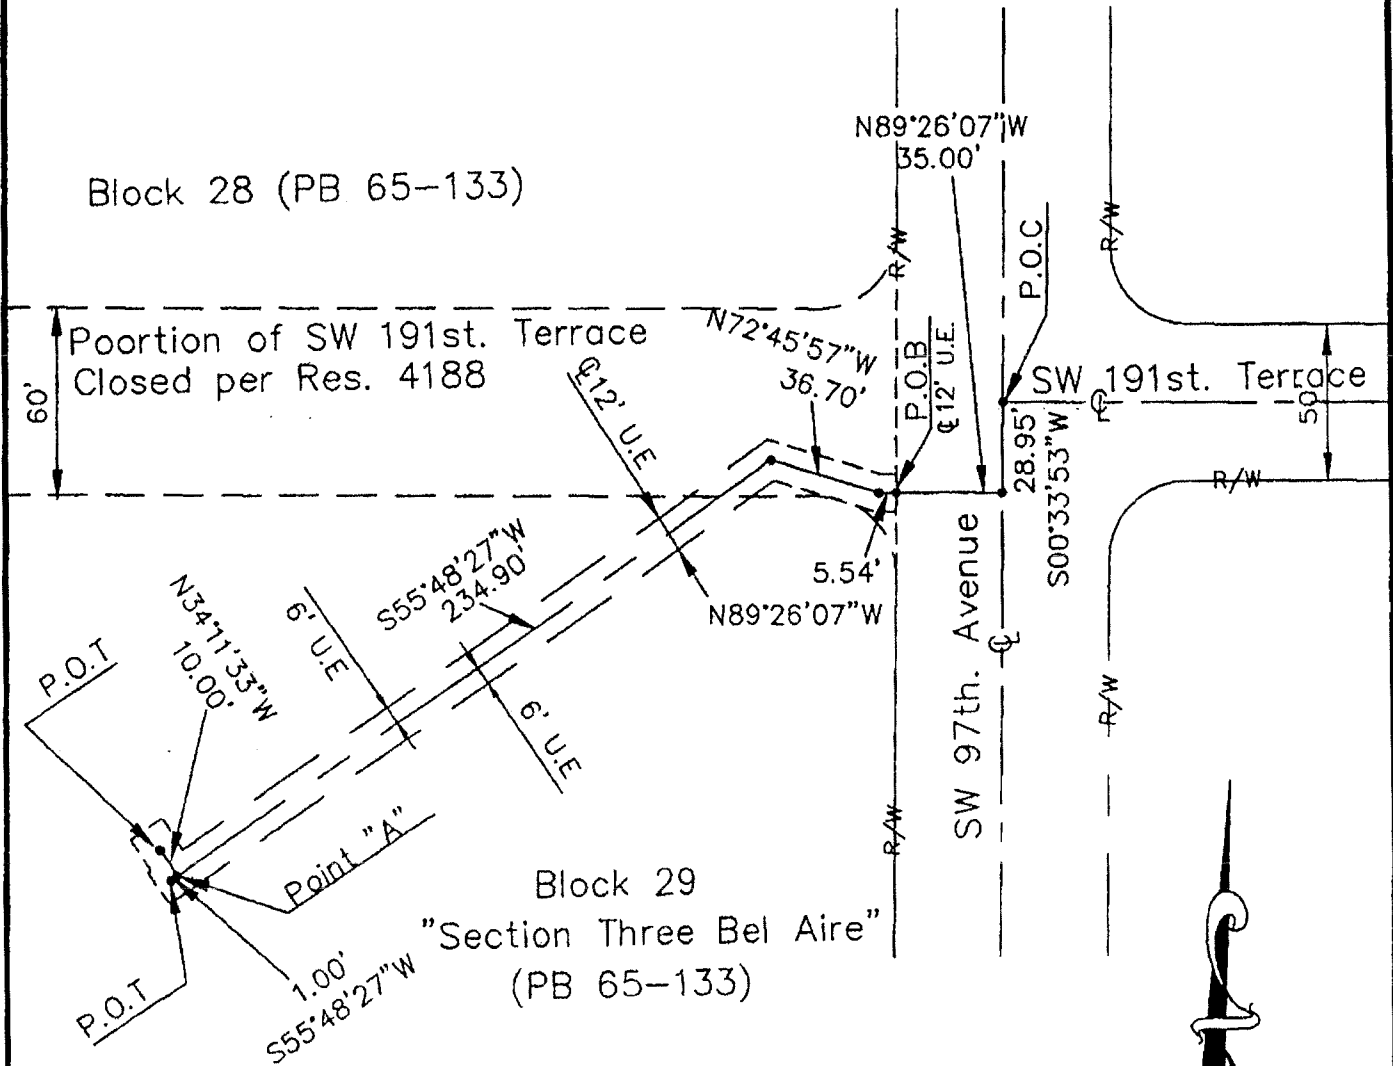 N89°26'07"W
35.00'
Block 28 (PB 65-133)
R/W
R/W
P.O.C
Poortion of SW 191st. Terrace
Closed per Res. 4188
60'
N72°45'57"W
36.70'
P.O.B
℄ 12' U.E.
℄ 12' U.E
SW 191st. Terrace
℄
50'
28.95'
S00°33'53"W
R/W
5.54'
N89°26'07"W
S55°48'27"W
234.90'
6' U.E
6' U.E
N34°11'33"W
10.00'
P.O.T
SW 97th. Avenue
℄
R/W
R/W
Point "A"
Block 29
"Section Three Bel Aire"
(PB 65-133)
1.00'
S55°48'27"W
P.O.T